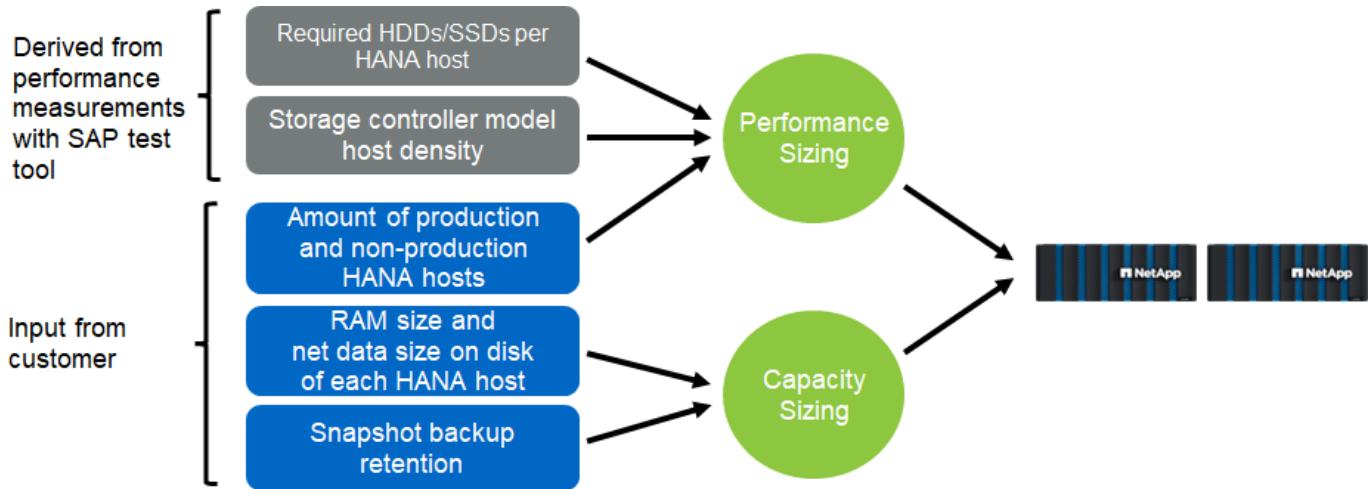 Derived from
performance
measurements
with SAP test
tool
Required HDDs/SSDs per
HANA host
Storage controller model
host density
Input from
customer
Amount of production
and non-production
HANA hosts
RAM size and
net data size on disk
of each HANA host
Snapshot backup
retention
Performance
Sizing
Capacity
Sizing
NetApp
NetApp